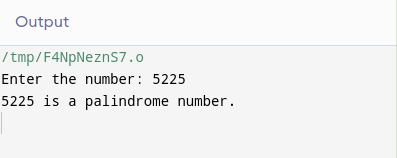 Output
/tmp/F4NpNeznS7.o
Enter the number: 5225
5225 is a palindrome number.